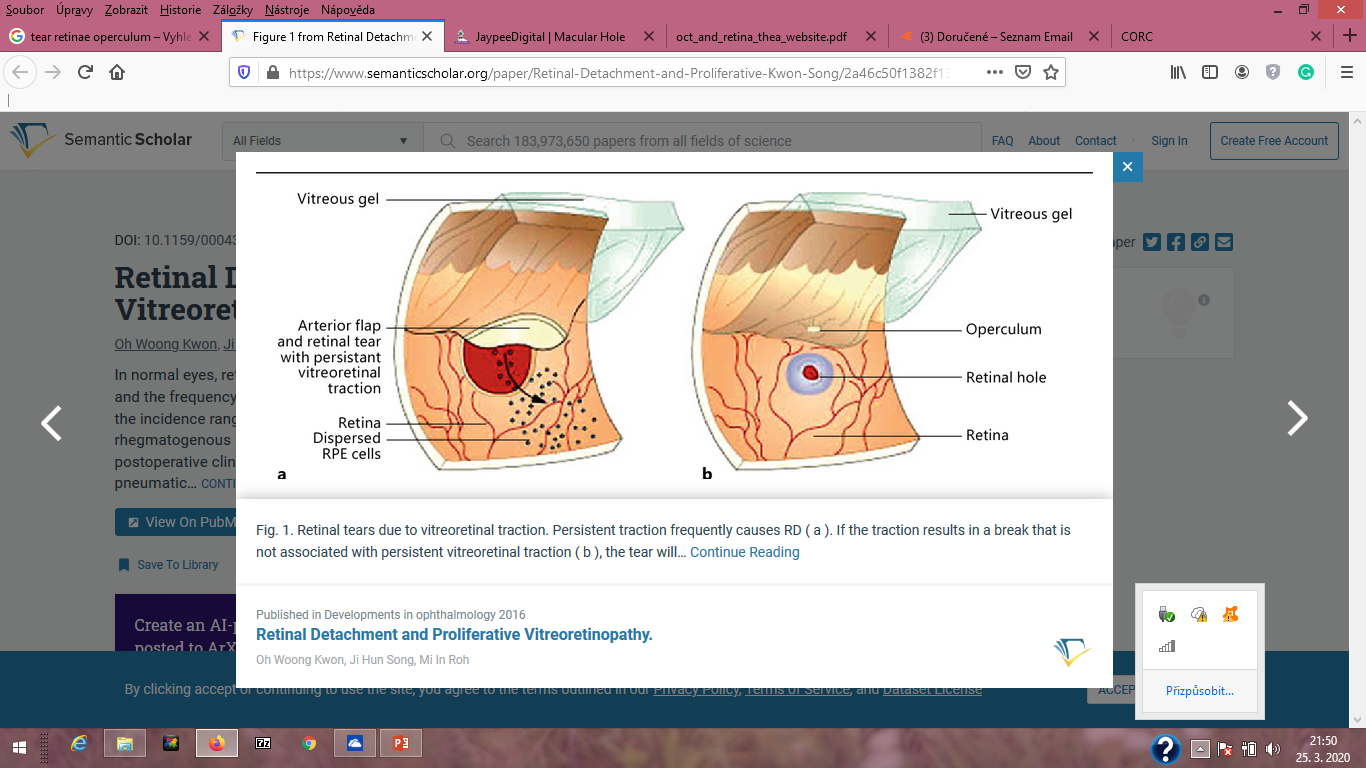 Soubor Úpravy Zobrazit Historie Záložky Nástroje Nápověda
tear retinae operculum – Vyhle
Figure 1 from Retinal Detachm
JaypeeDigital | Macular Hole
oct_and_retina_thea_website.pdf
(3) Doručené – Seznam Email
CORC
https://www.semanticscholar.org/paper/Retinal-Detachment-and-Proliferative-Kwon-Song/2a46c50f1382f13
Semantic Scholar
All Fields
Search 183,973,650 papers from all fields of science
FAQ About Contact Sign In Create Free Account
DOI: 10.1159/00043
aper
Retinal D
Vitreoret
Oh Woong Kwon, Ji
In normal eyes, ret
and the frequency
the incidence rang
rhegmatogenous
postoperative clin
pneumatic... CONTI
View On PubM
Save To Library
Create an AI-p
posted to ArX
Vitreous gel
Arterior flap
and retinal tear
with persistant
vitreoretinal
traction
Retina
Dispersed
RPE cells
a
Vitreous gel
Operculum
Retinal hole
Retina
b
Fig. 1. Retinal tears due to vitreoretinal traction. Persistent traction frequently causes RD ( a ). If the traction results in a break that is
not associated with persistent vitreoretinal traction ( b ), the tear will... Continue Reading
Published in Developments in ophthalmology 2016
Retinal Detachment and Proliferative Vitreoretinopathy.
Oh Woong Kwon, Ji Hun Song, Mi In Roh
By clicking accept or continuing to use the site, you agree to the terms outlined in our Privacy Policy, Terms of Service, and Dataset License
ACCEP
Přizpůsobit...
21:50
25. 3. 2020